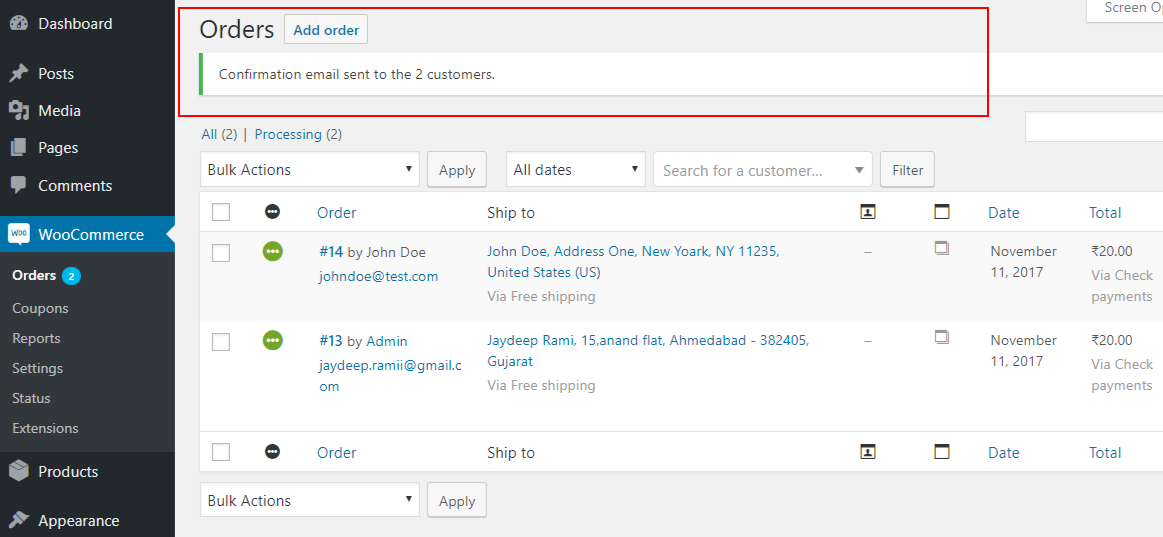 Dashboard
Posts
Media
Pages
Comments
WOO WooCommerce
Orders 2
Coupons
Reports
Settings
Status
Extensions
Products
Appearance
Screen Op
Orders Add order
Confirmation email sent to the 2 customers.
All (2) | Processing (2)
Bulk Actions Apply All dates Search for a customer... Filter
Order Ship to Date Total
#14 by John Doe
johndoe@test.com
John Doe, Address One, New Yoark, NY 11235,
United States (US)
Via Free shipping
–
November
11, 2017
₹20.00
Via Check
payments
#13 by Admin
jaydeep.ramii@gmail.c
om
Jaydeep Rami, 15,anand flat, Ahmedabad - 382405,
Gujarat
Via Free shipping
–
November
11, 2017
₹20.00
Via Check
payments
Order Ship to Date Total
Bulk Actions Apply